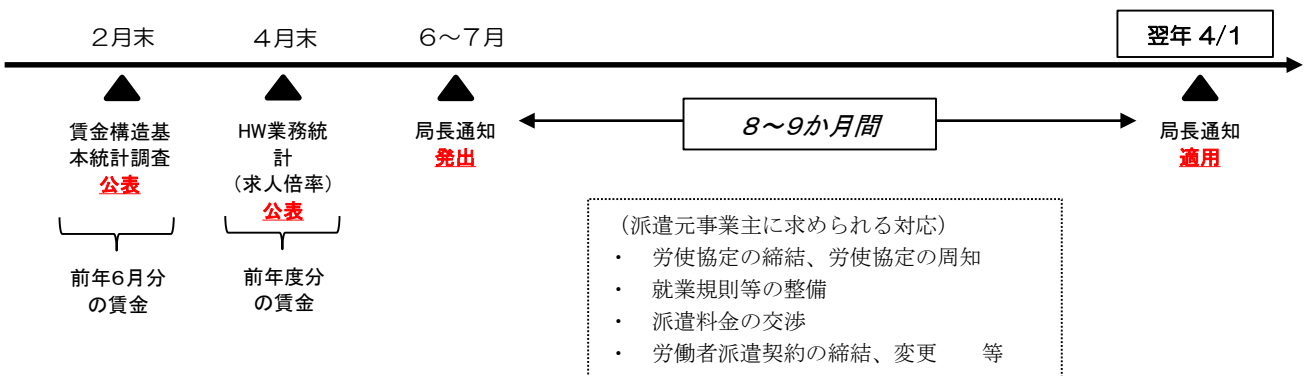 2月末
4月末
6～7月
翌年 4/1
賃金構造基
本統計調査
公表
HW業務統
計
（求人倍率）
公表
局長通知
発出
8～9か月間
局長通知
適用
前年6月分
の賃金
前年度分
の賃金
（派遣元事業主に求められる対応）
・ 労使協定の締結、労使協定の周知
・ 就業規則等の整備
・ 派遣料金の交渉
・ 労働者派遣契約の締結、変更 等